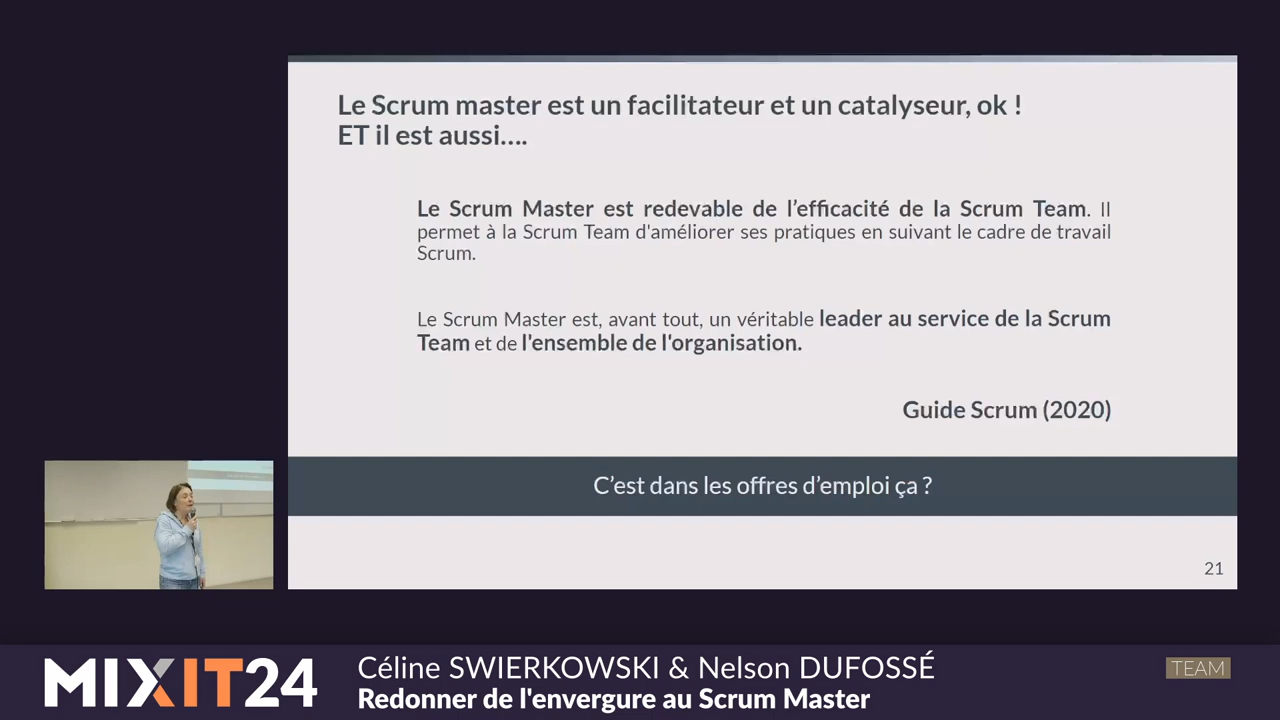 Le Scrum master est un facilitateur et un catalyseur, ok !
ET il est aussi….
Le Scrum Master est redevable de l’efficacité de la Scrum Team. Il
permet à la Scrum Team d'améliorer ses pratiques en suivant le cadre de travail
Scrum.
Le Scrum Master est, avant tout, un véritable leader au service de la Scrum
Team et de l'ensemble de l'organisation.
Guide Scrum (2020)
C’est dans les offres d’emploi ça ?
21
MIXIT24
Céline SWIERKOWSKI & Nelson DUFOSSÉ
Redonner de l'envergure au Scrum Master
TEAM